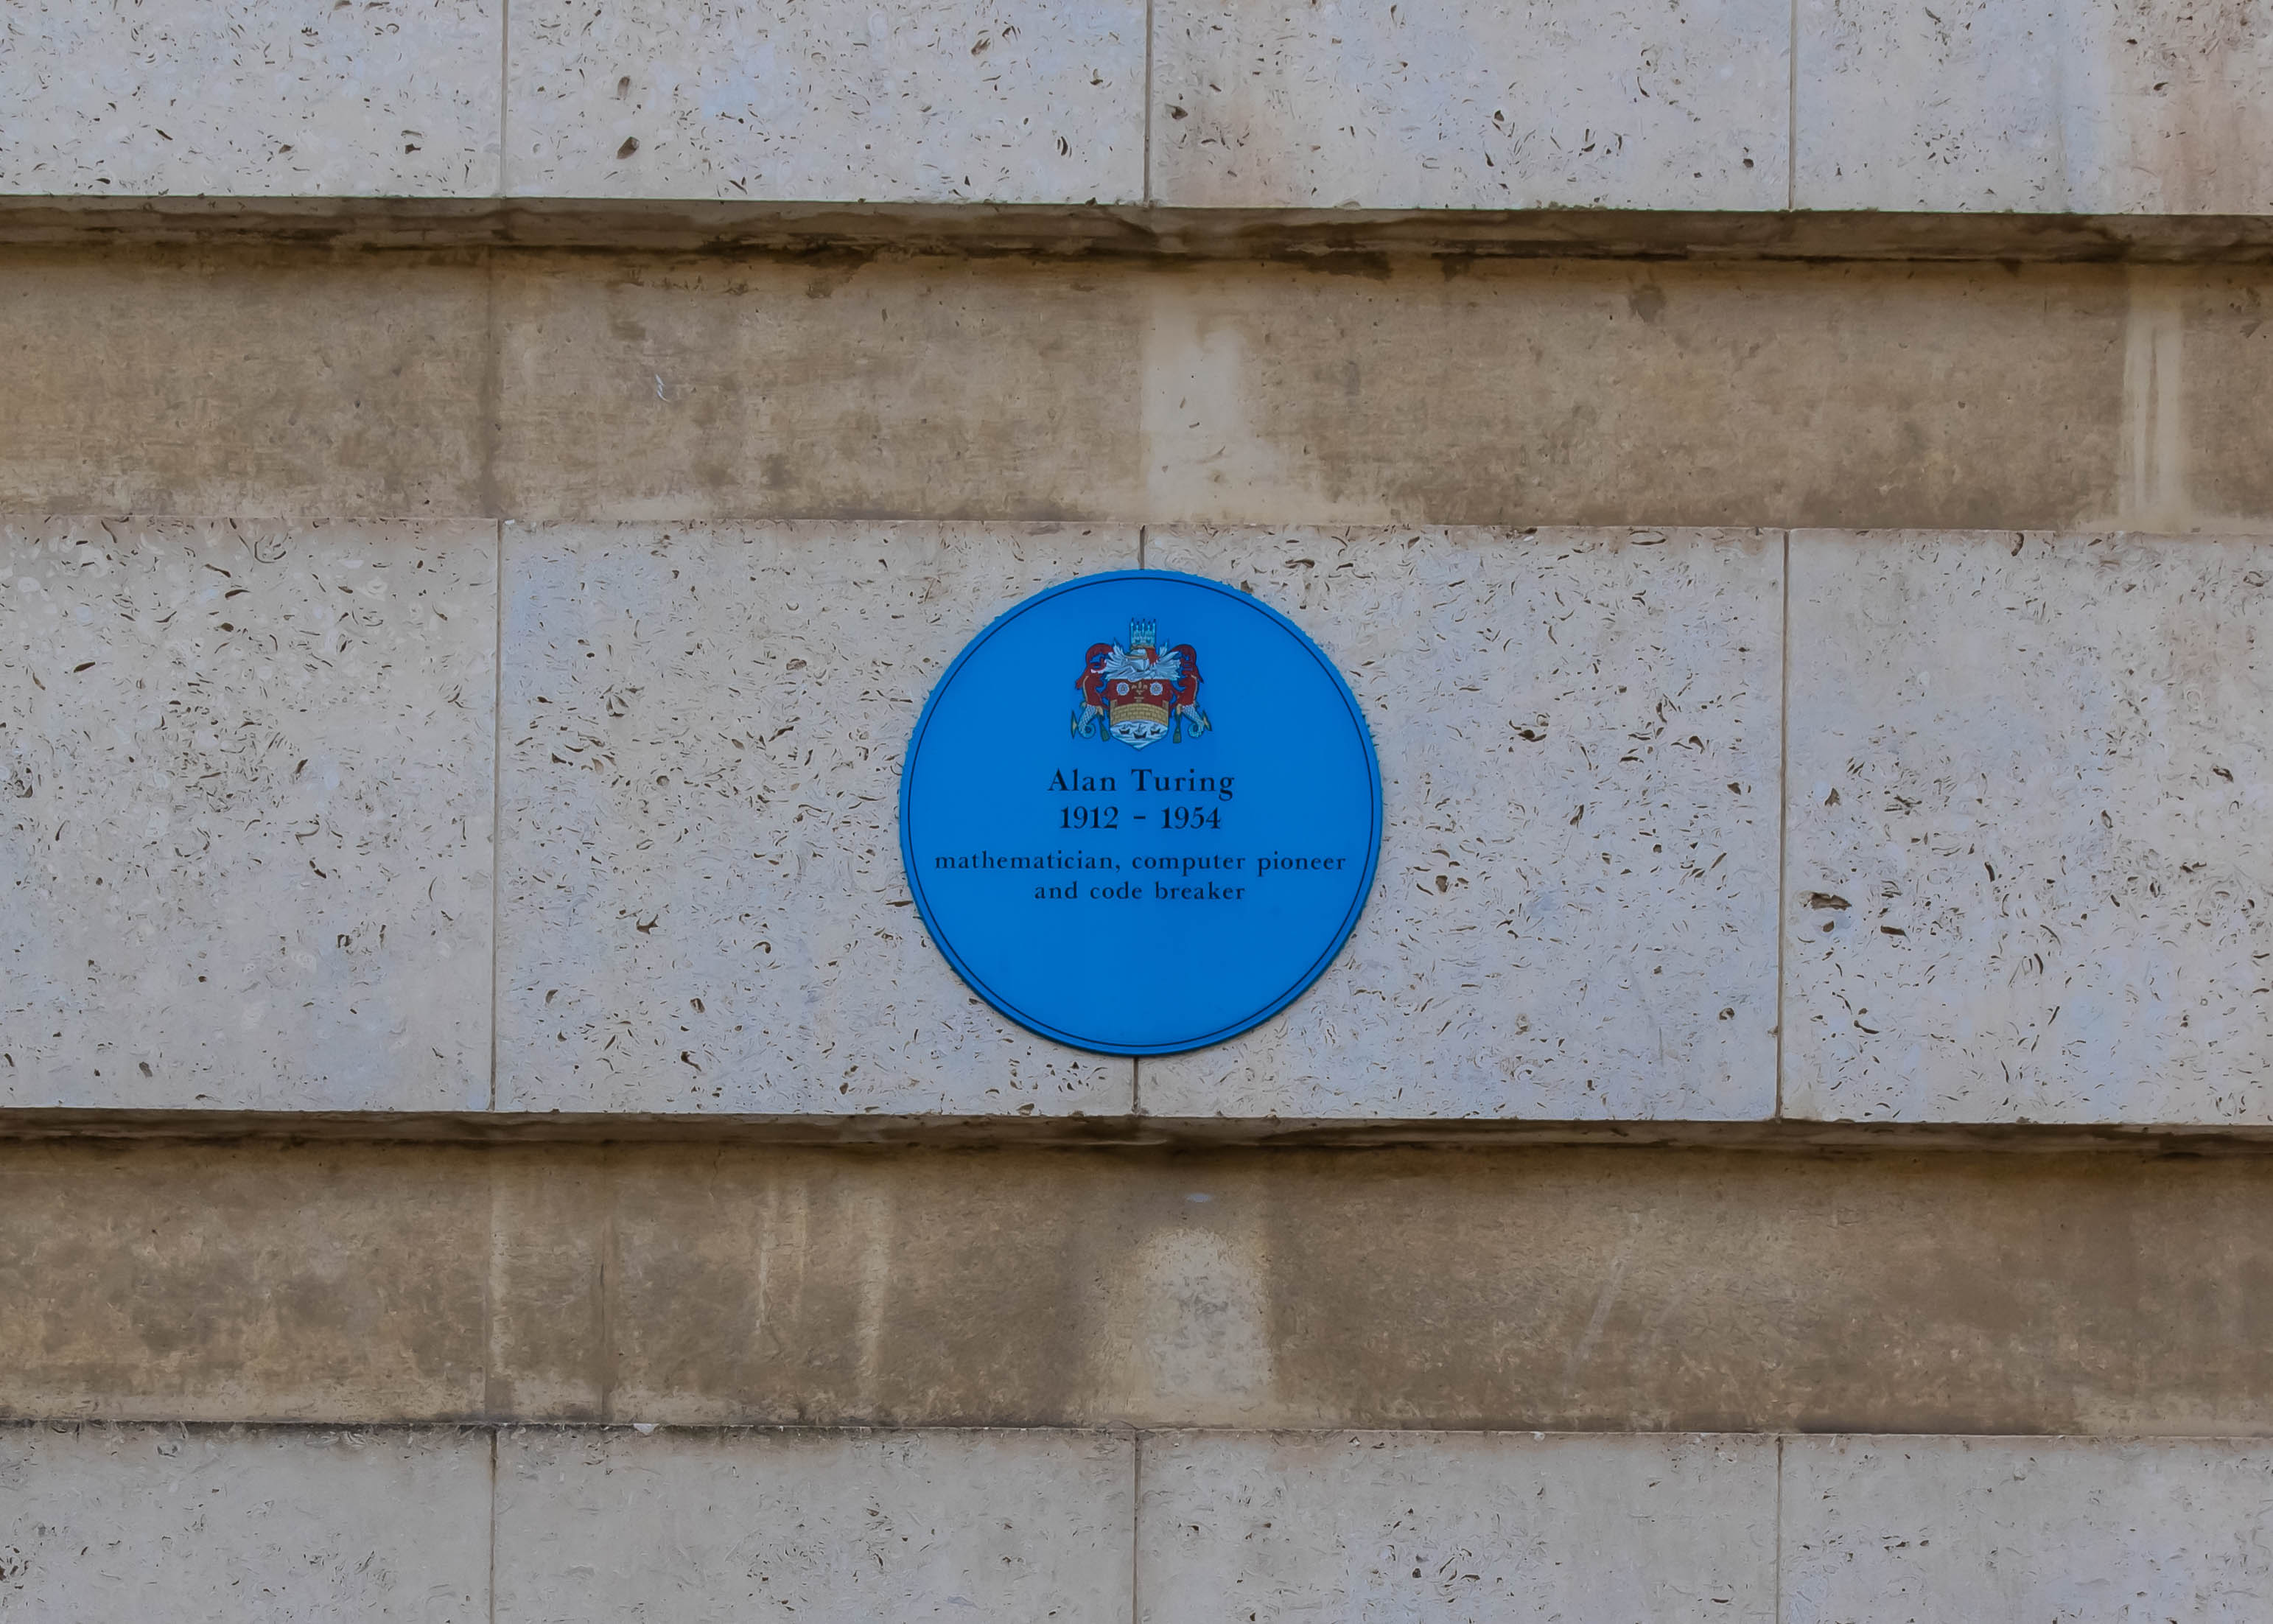 Alan Turing
1912 - 1954
mathematician, computer pioneer
and code breaker